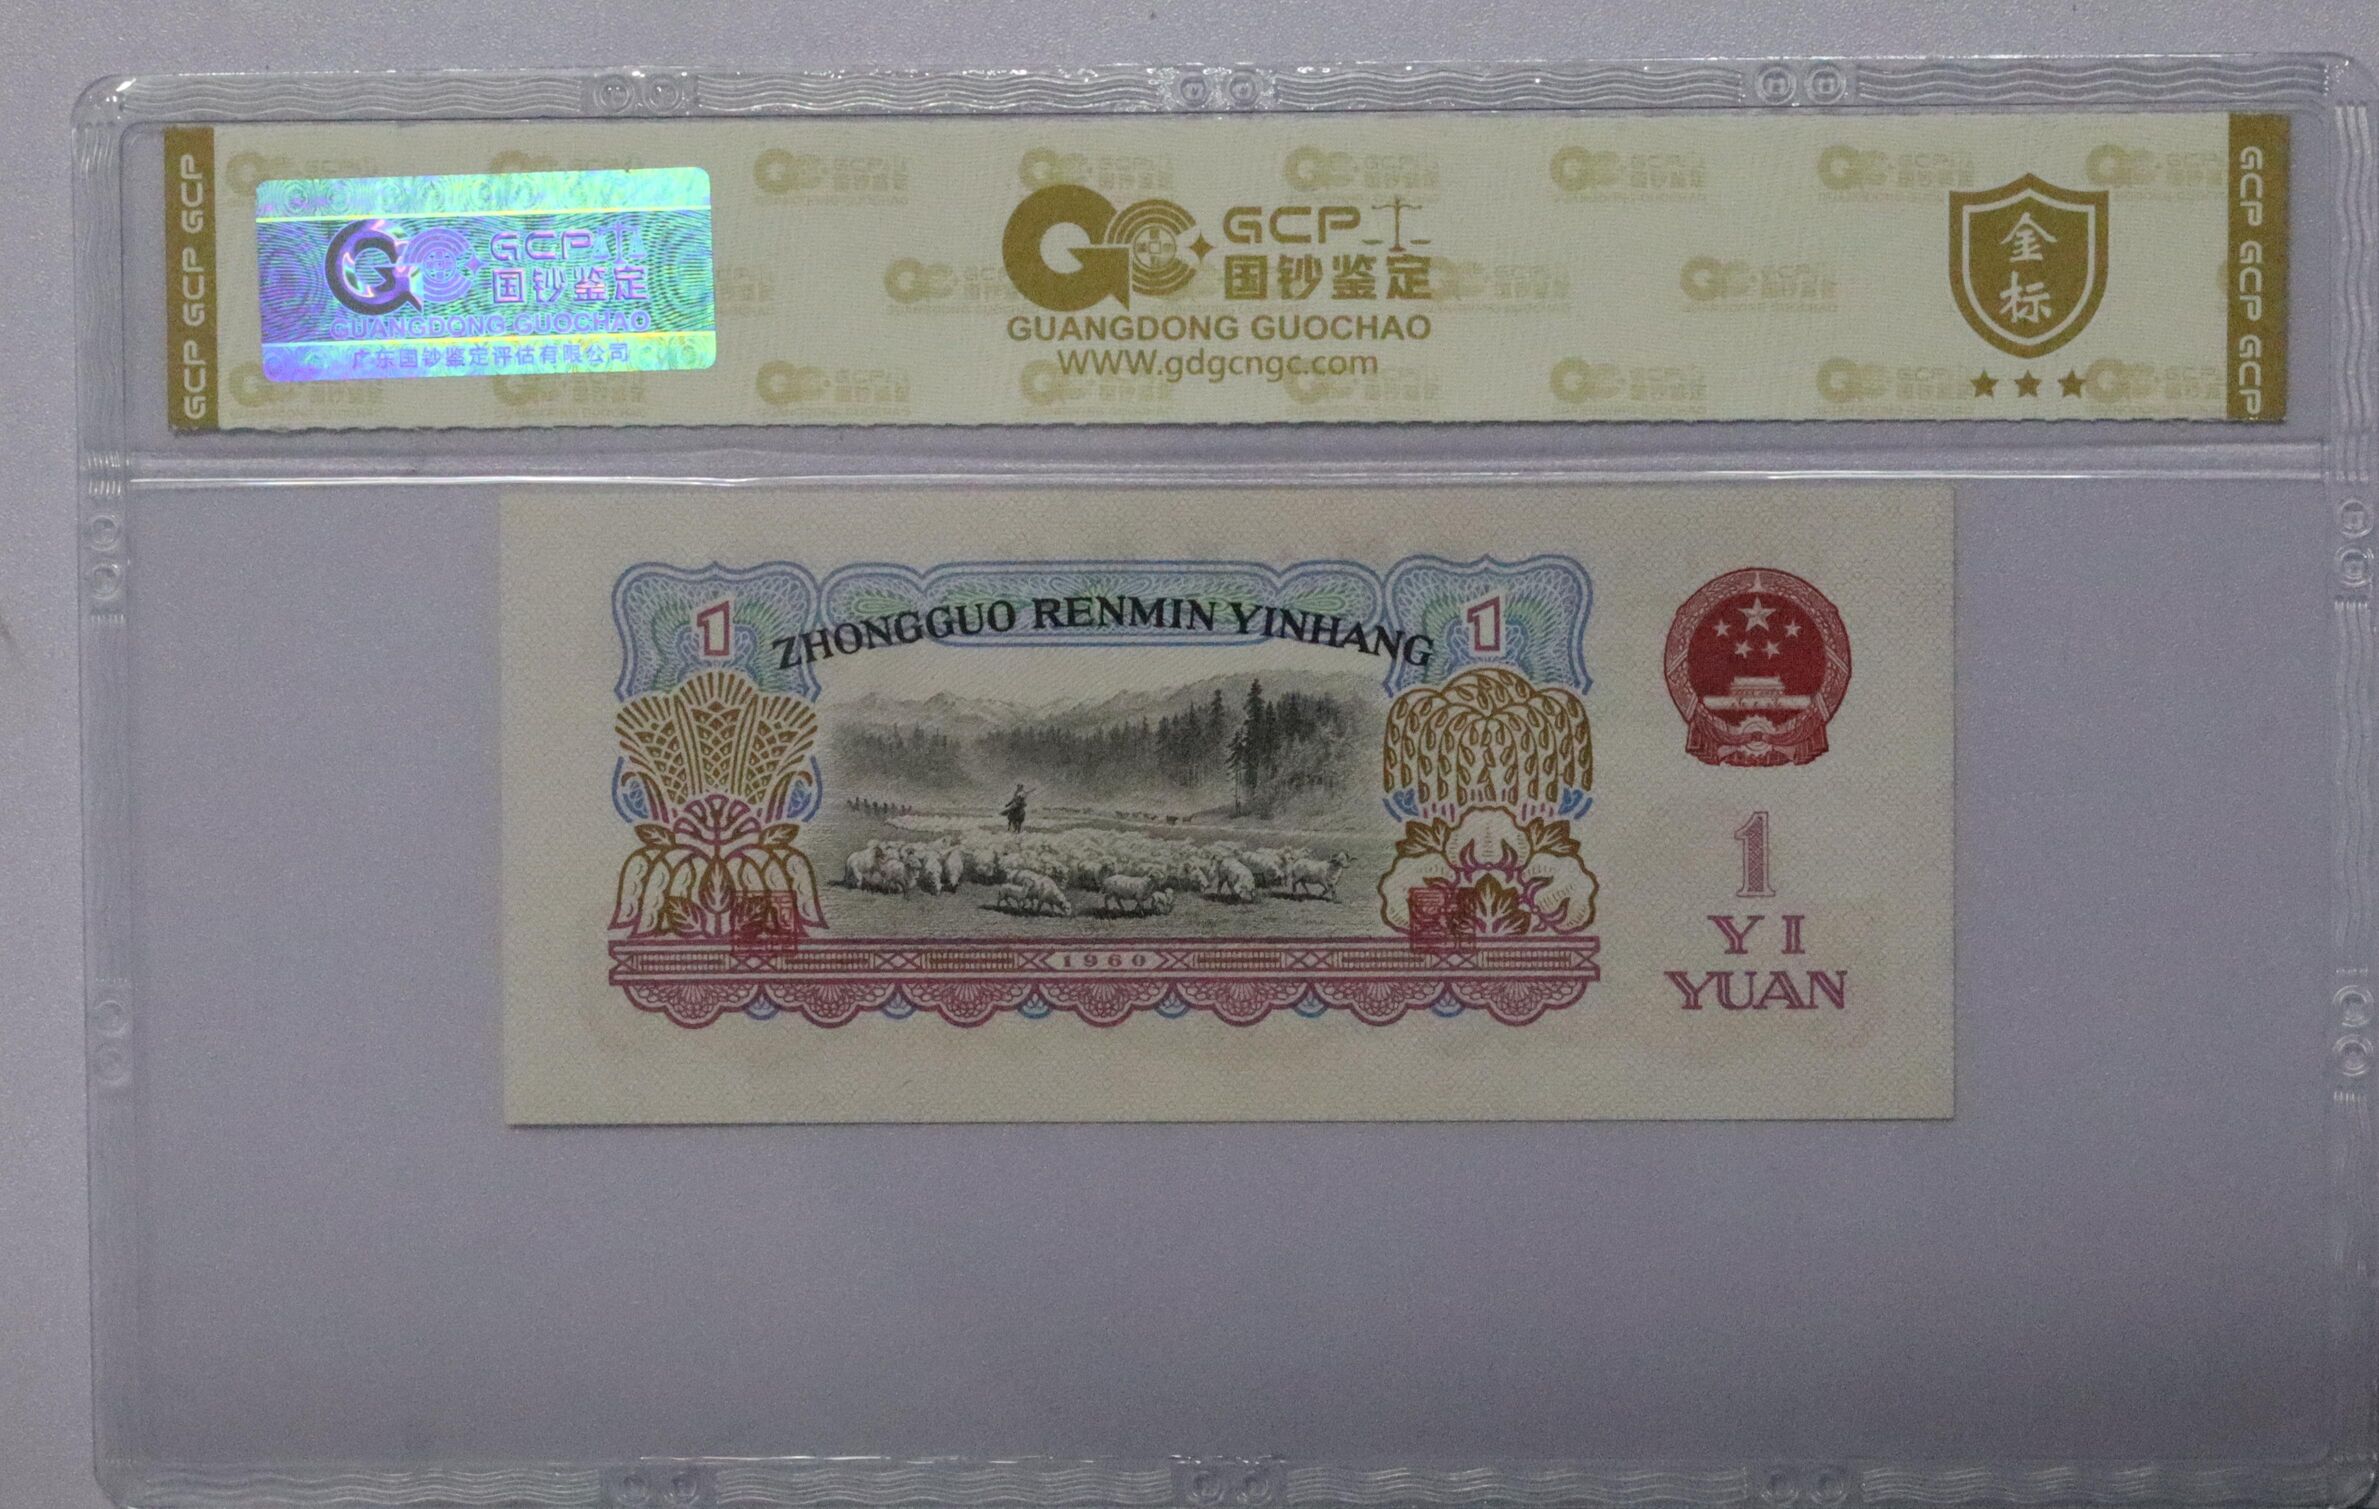 GCP GCP GCP
GCP
国钞鉴定
GUANGDONG GUOCHAO
广东国钞鉴定评估有限公司
GCP
国钞鉴定
GUANGDONG GUOCHAO
WWW.gdgcngc.com
金标
GCP GCP GCP
1
ZHONGGUO RENMIN YINHANG
1
1960
1
YI
YUAN